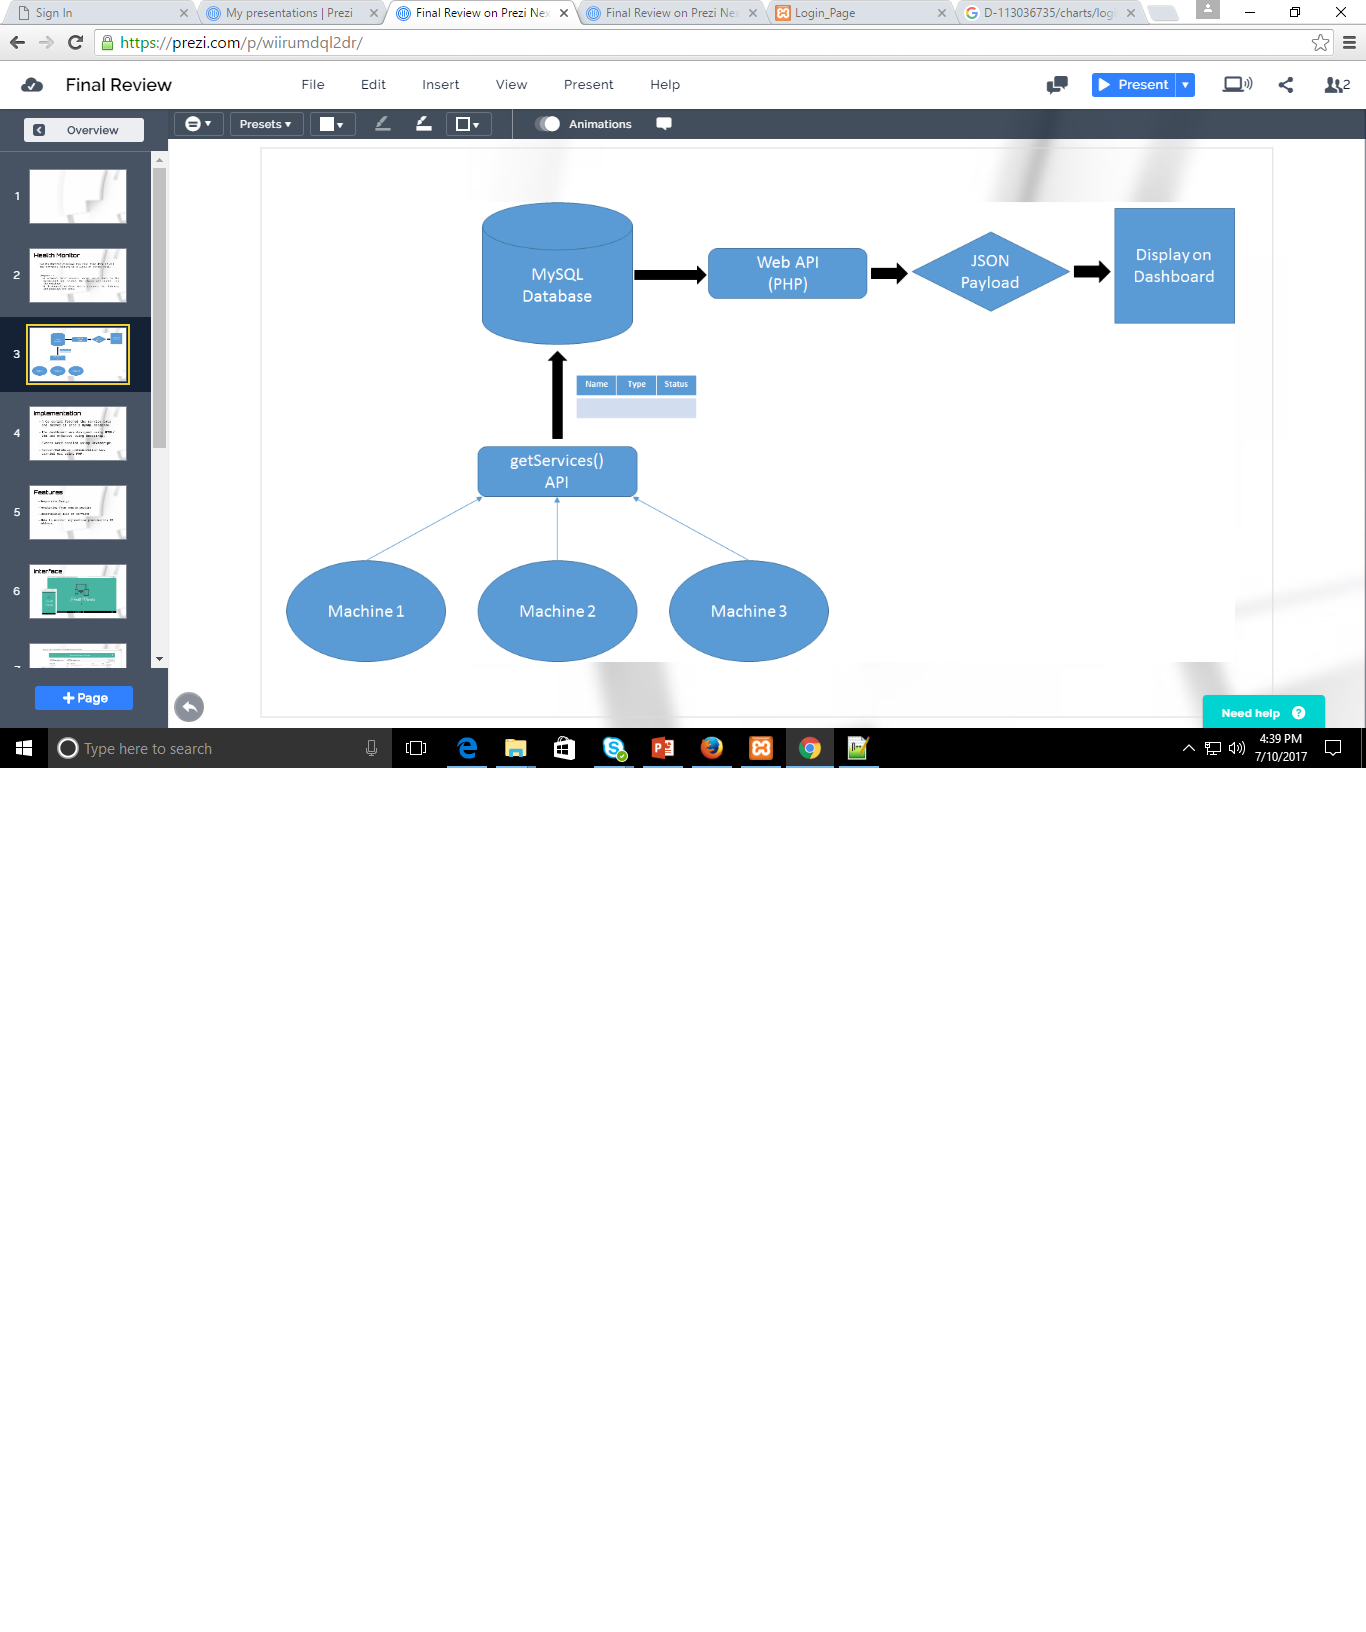 Sign In
My presentations | Prezi
Final Review on Prezi Nex
Final Review on Prezi Ne
Login_Page
D-113036735/charts/logi
https://prezi.com/p/wiirumdql2dr/
Final Review
File
Edit
Insert
View
Present
Help
Present
2
Overview
Presets
Animations
1
2
Health Monitor
3
4
Implementation
5
Features
6
Interface
+ Page
MySQL
Database
Web API
(PHP)
JSON
Payload
Display on
Dashboard
Name Type Status
getServices()
API
Machine 1
Machine 2
Machine 3
Need help ?
Type here to search
4:39 PM
7/10/2017